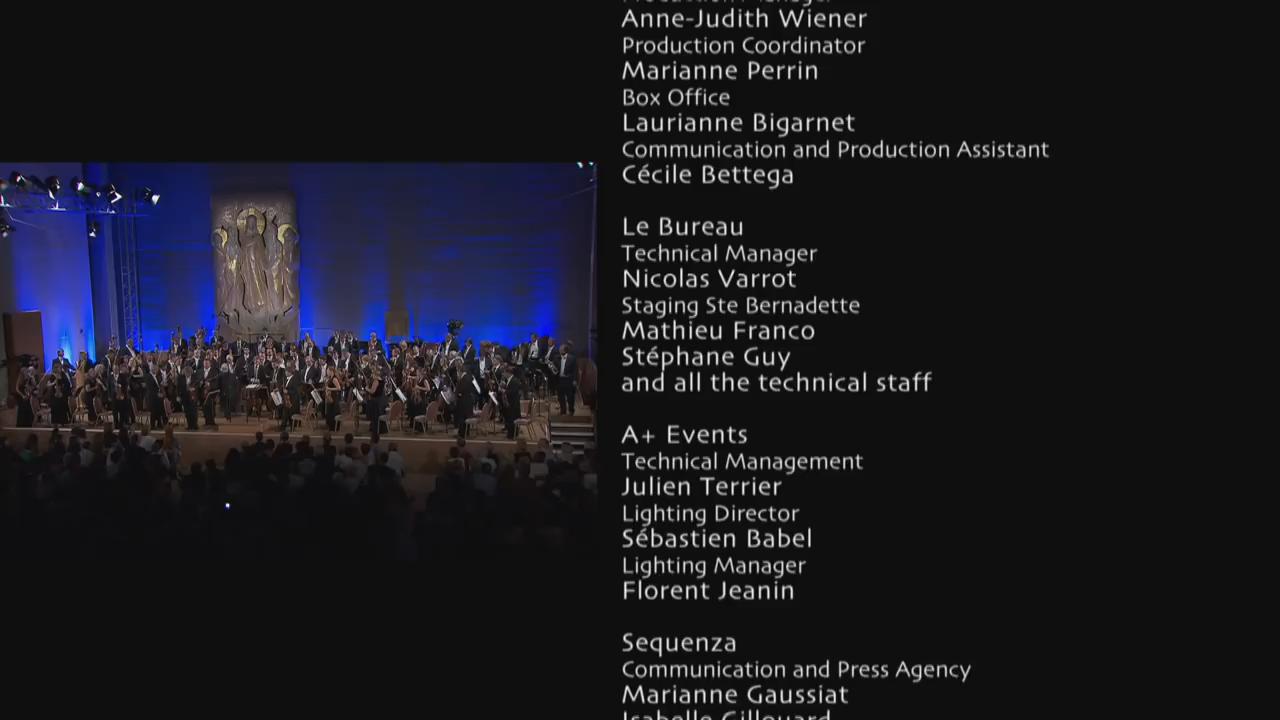 Anne-Judith Wiener
Production Coordinator
Marianne Perrin
Box Office
Laurianne Bigarnet
Communication and Production Assistant
Cécile Bettega
Le Bureau
Technical Manager
Nicolas Varrot
Staging Ste Bernadette
Mathieu Franco
Stéphane Guy
and all the technical staff
A+ Events
Technical Management
Julien Terrier
Lighting Director
Sébastien Babel
Lighting Manager
Florent Jeanin
Sequenza
Communication and Press Agency
Marianne Gaussiat